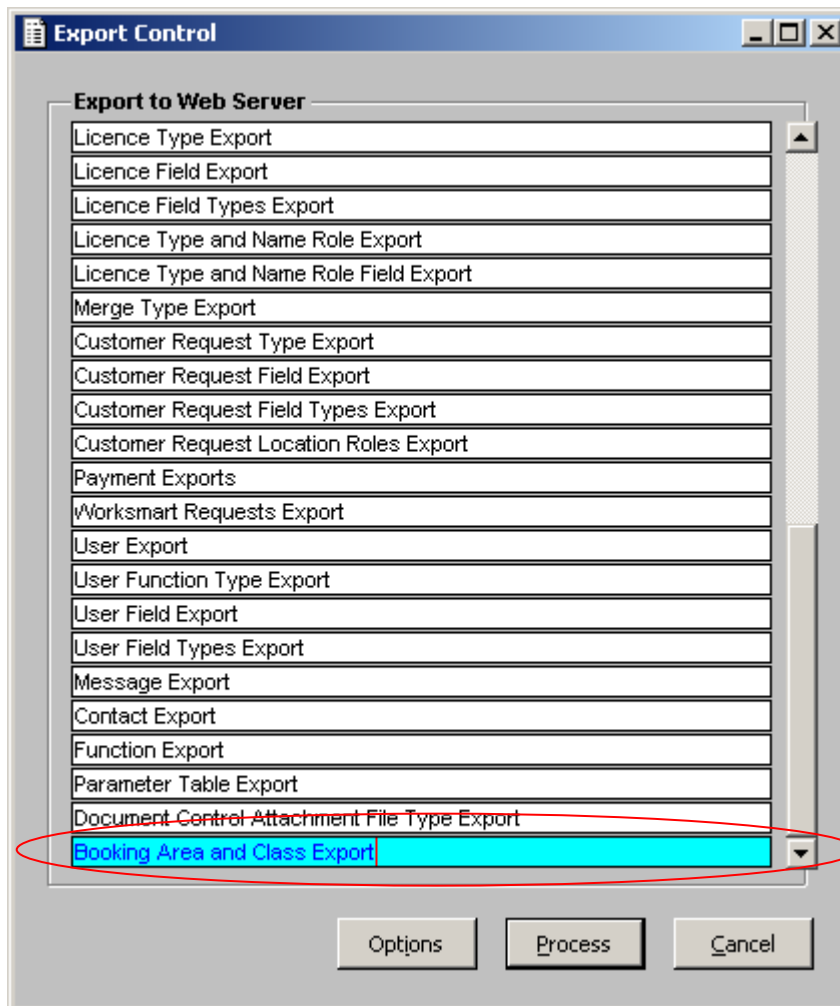 Export Control
Export to Web Server
Licence Type Export
Licence Field Export
Licence Field Types Export
Licence Type and Name Role Export
Licence Type and Name Role Field Export
Merge Type Export
Customer Request Type Export
Customer Request Field Export
Customer Request Field Types Export
Customer Request Location Roles Export
Payment Exports
Worksmart Requests Export
User Export
User Function Type Export
User Field Export
User Field Types Export
Message Export
Contact Export
Function Export
Parameter Table Export
Document Control Attachment File Type Export
Booking Area and Class Export
Options Process Cancel